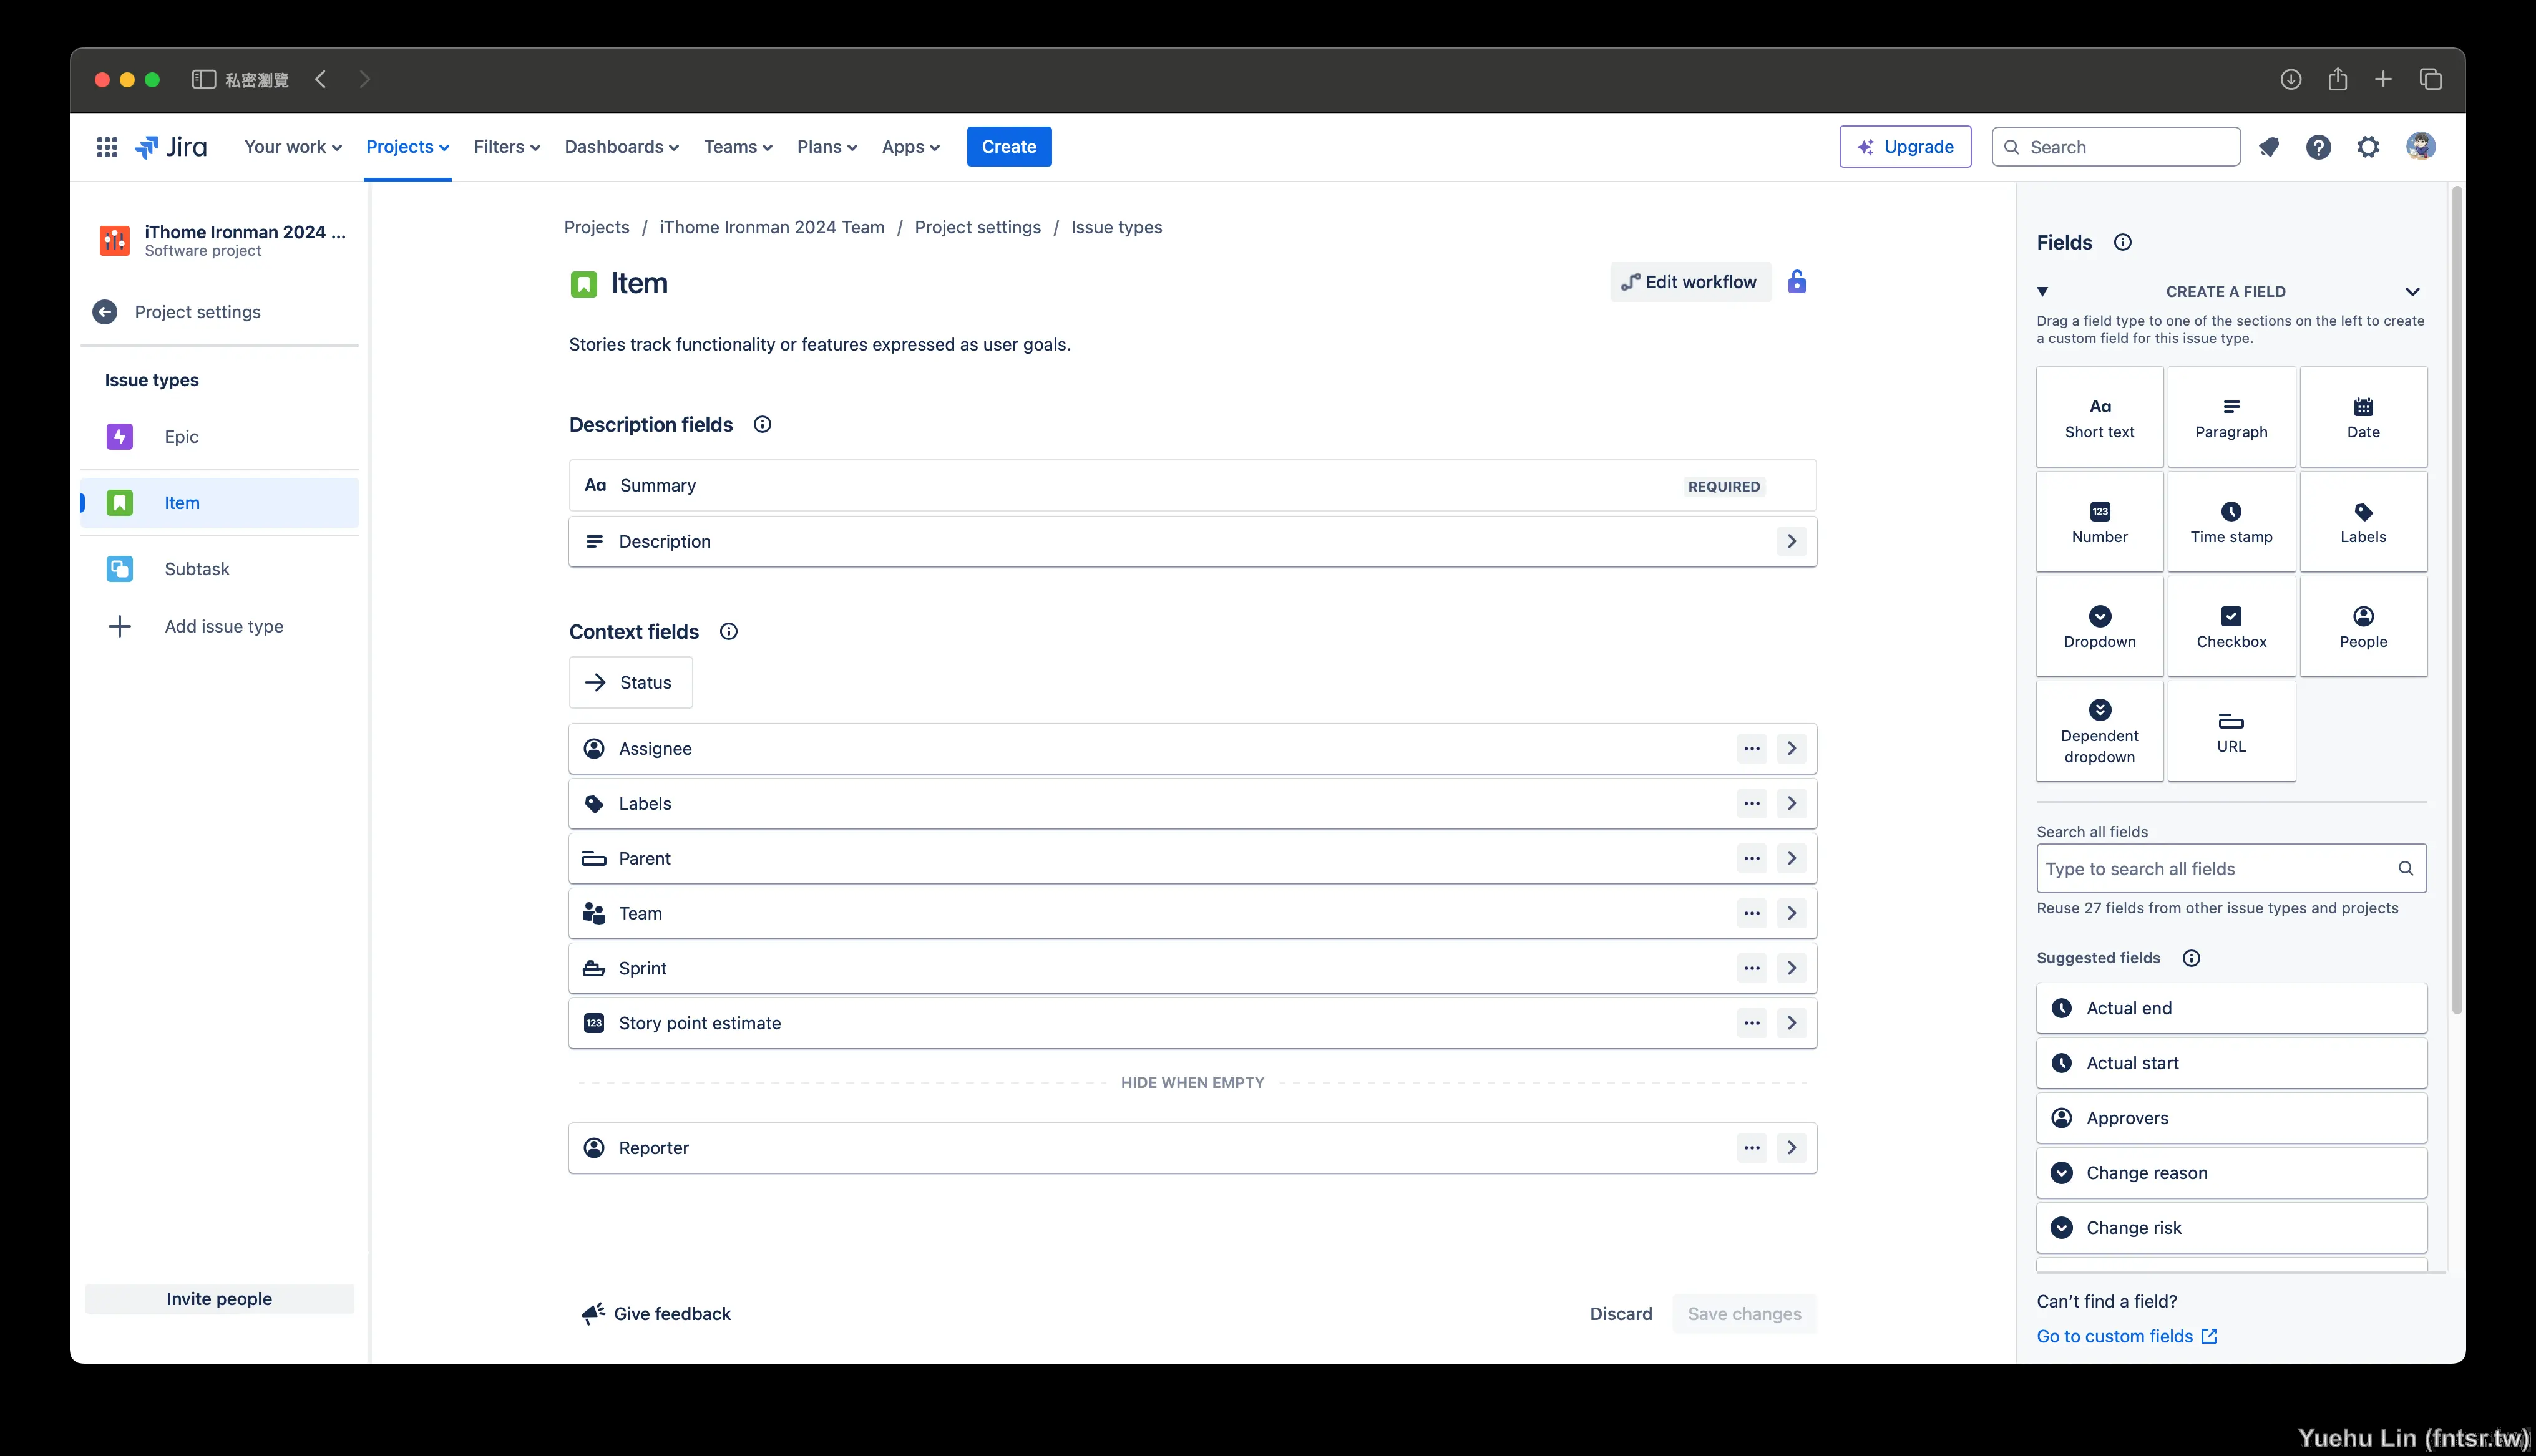 私密瀏覽
Jira
Your work
Projects
Filters
Dashboards
Teams
Plans
Apps
Create
Upgrade
Search
iThome Ironman 2024 ...
Software project
Project settings
Issue types
Epic
Item
Subtask
Add issue type
Invite people
Projects / iThome Ironman 2024 Team / Project settings / Issue types
Item
Edit workflow
Stories track functionality or features expressed as user goals.
Description fields
Aa Summary REQUIRED
Description
Context fields
Status
Assignee
Labels
Parent
Team
Sprint
123 Story point estimate
HIDE WHEN EMPTY
Reporter
Give feedback
Discard
Save changes
Fields
CREATE A FIELD
Drag a field type to one of the sections on the left to create
a custom field for this issue type.
Aa
Short text
Paragraph
Date
123
Number
Time stamp
Labels
Dropdown
Checkbox
People
Dependent
dropdown
URL
Search all fields
Type to search all fields
Reuse 27 fields from other issue types and projects
Suggested fields
Actual end
Actual start
Approvers
Change reason
Change risk
Can't find a field?
Go to custom fields
Yuehu Lin (fntsr.tw)